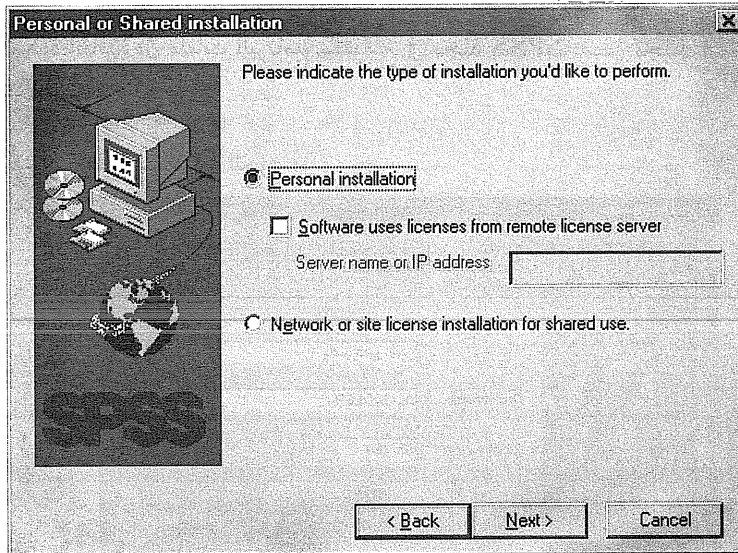 Personal or Shared installation
Please indicate the type of installation you'd like to perform.
Personal installation
Software uses licenses from remote license server
Server name or IP address
Network or site license installation for shared use.
SPSS
< Back
Next >
Cancel